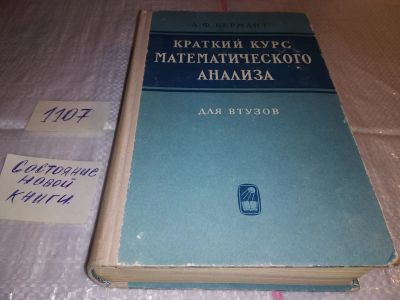 А. Ф. БЕРМАНТ
КРАТКИЙ КУРС
МАТЕМАТИЧЕСКОГО
АНАЛИЗА
ДЛЯ ВТУЗОВ
1107
Состояние
новой
книги